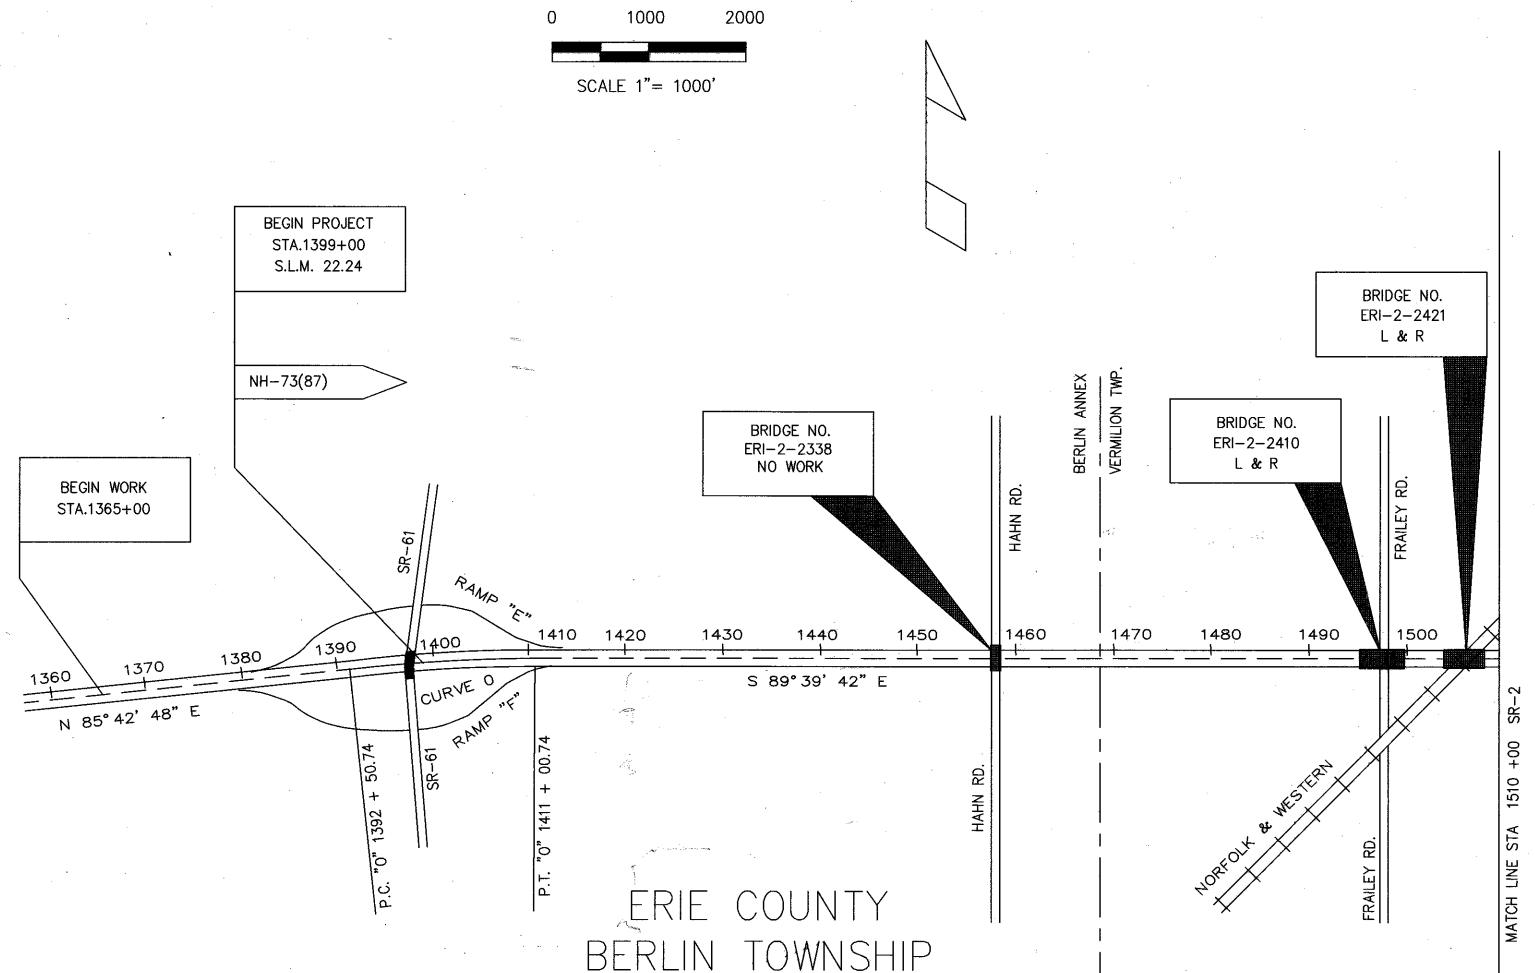 0 1000 2000
SCALE 1"= 1000'
BEGIN PROJECT
STA.1399+00
S.L.M. 22.24
NH-73(87)
BEGIN WORK
STA.1365+00
BRIDGE NO.
ERI-2-2338
NO WORK
BRIDGE NO.
ERI-2-2410
L & R
BRIDGE NO.
ERI-2-2421
L & R
BERLIN ANNEX
VERMILION TWP.
HAHN RD.
FRAILEY RD.
SR-61
RAMP "E"
1360 1370 1380 1390 1400 1410 1420 1430 1440 1450 1460 1470 1480 1490 1500
N 85° 42' 48" E
CURVE 0
S 89° 39' 42" E
RAMP "F"
SR-61
P.C. "0" 1392 + 50.74
P.T. "0" 1411 + 00.74
HAHN RD.
NORFOLK & WESTERN
FRAILEY RD.
MATCH LINE STA 1510 +00 SR-2
ERIE COUNTY
BERLIN TOWNSHIP